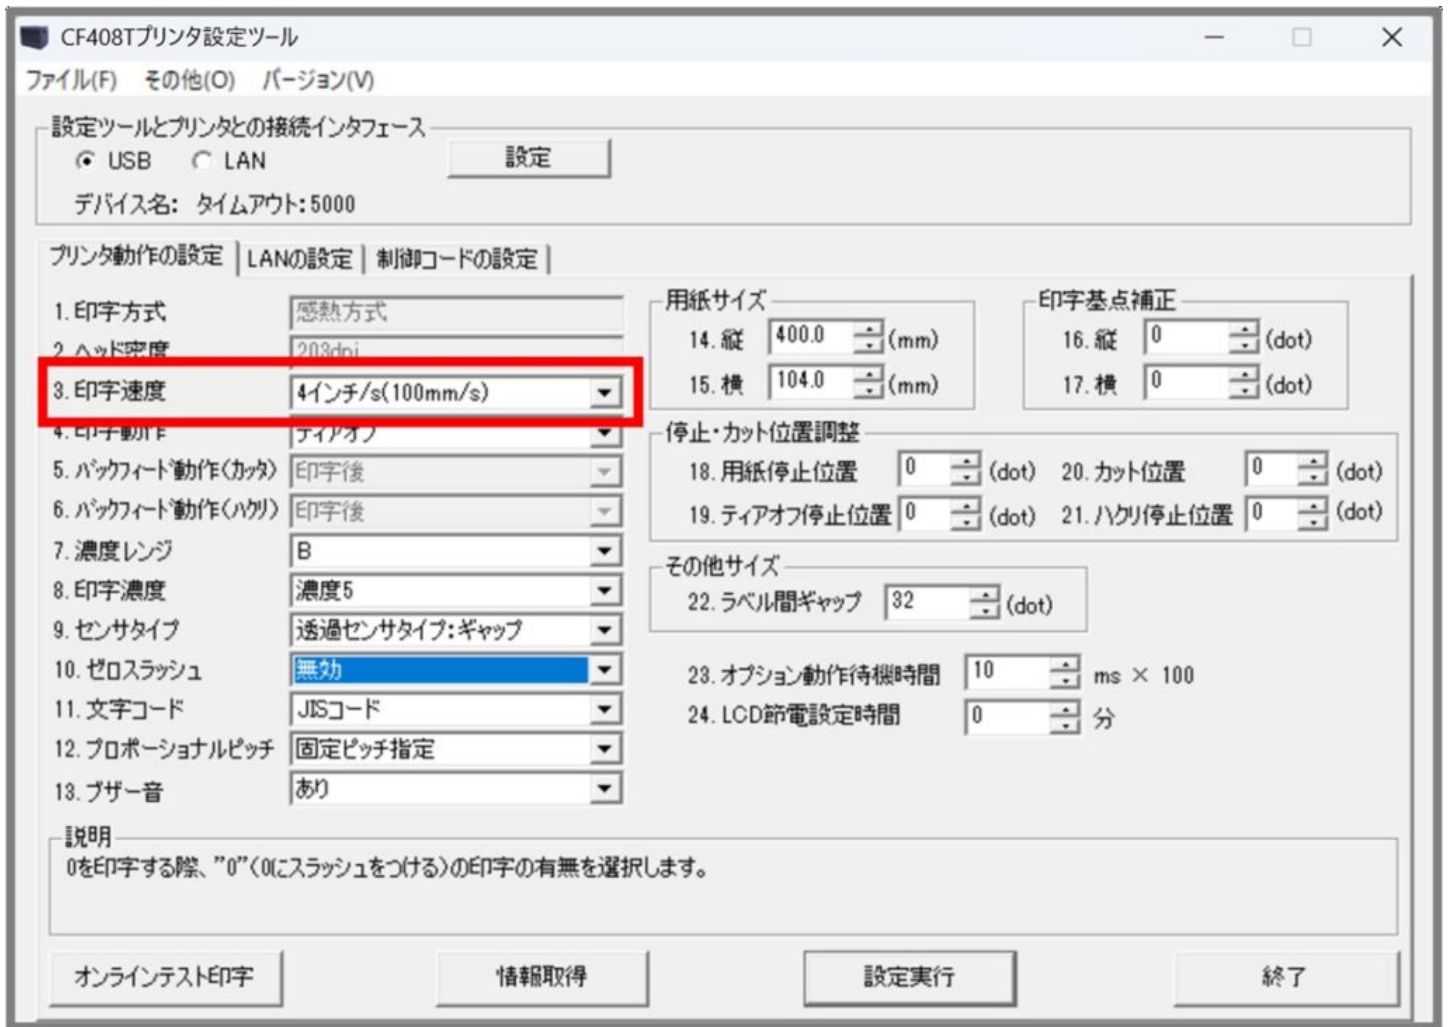 CF408Tプリンタ設定ツール
ファイル(F) その他(O) バージョン(V)
設定ツールとプリンタとの接続インタフェース
USB LAN 設定
デバイス名: タイムアウト:5000
プリンタ動作の設定 LANの設定 制御コードの設定
1.印字方式 感熱方式
2.ヘッド密度 203dpi
3.印字速度 4インチ/s(100mm/s)
4.印字動作 ティアオフ
5.バックフィード動作(カッタ) 印字後
6.バックフィード動作(ハクリ) 印字後
7.濃度レンジ B
8.印字濃度 濃度5
9.センサタイプ 透過センサタイプ:ギャップ
10.ゼロスラッシュ 無効
11.文字コード JISコード
12.プロポーショナルピッチ 固定ピッチ指定
13.ブザー音 あり
用紙サイズ
14.縦 400.0 (mm)
15.横 104.0 (mm)
印字基点補正
16.縦 0 (dot)
17.横 0 (dot)
停止・カット位置調整
18.用紙停止位置 0 (dot) 20.カット位置 0 (dot)
19.ティアオフ停止位置 0 (dot) 21.ハクリ停止位置 0 (dot)
その他サイズ
22.ラベル間ギャップ 32 (dot)
23.オプション動作待機時間 10 ms × 100
24.LCD節電設定時間 0 分
説明
0を印字する際、"0"(0にスラッシュをつける)の印字の有無を選択します。
オンラインテスト印字 情報取得 設定実行 終了